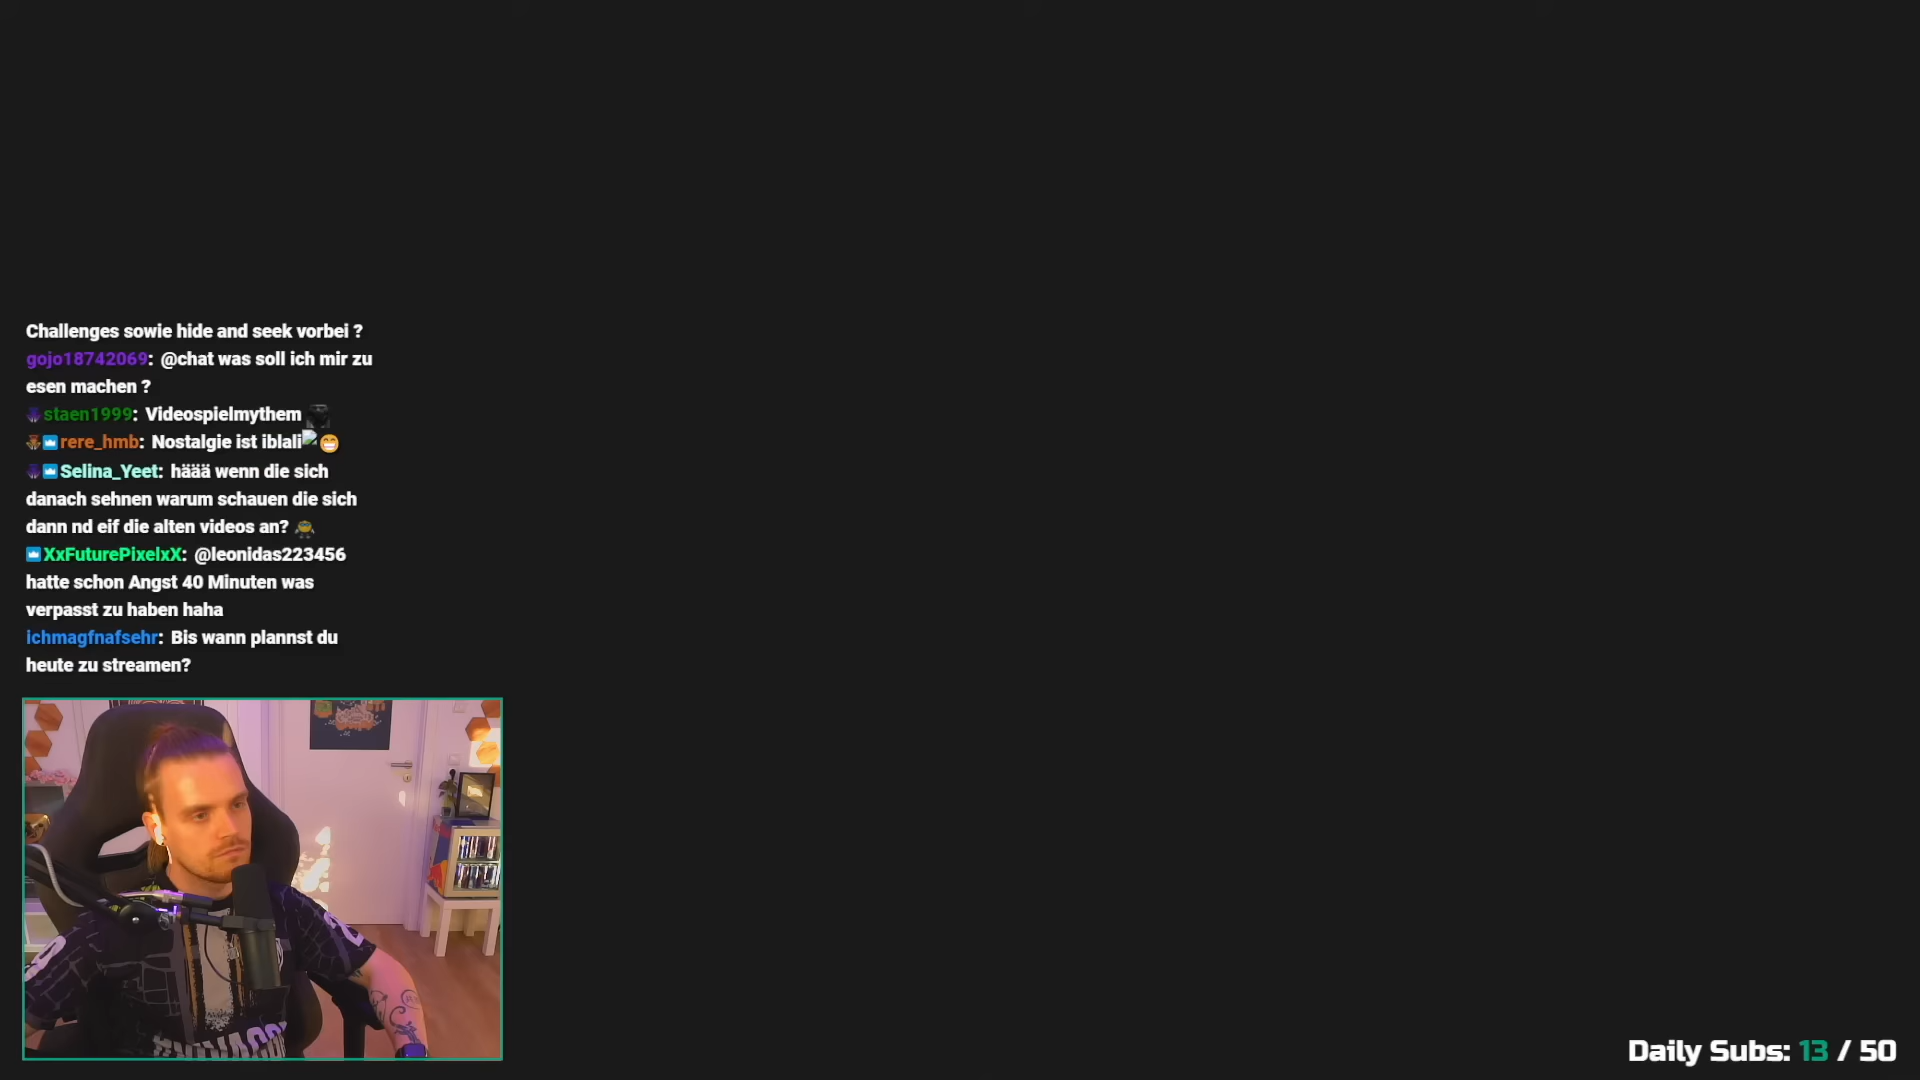 Challenges sowie hide and seek vorbei ?
gojo18742069: @chat was soll ich mir zu
esen machen ?
staen1999: Videospielmythem
rere_hmb: Nostalgie ist iblali
Selina_Yeet: häää wenn die sich
danach sehnen warum schauen die sich
dann nd eif die alten videos an?
XxFuturePixelxX: @leonidas223456
hatte schon Angst 40 Minuten was
verpasst zu haben haha
ichmagfnafsehr: Bis wann plannst du
heute zu streamen?
Daily Subs: 13 / 50